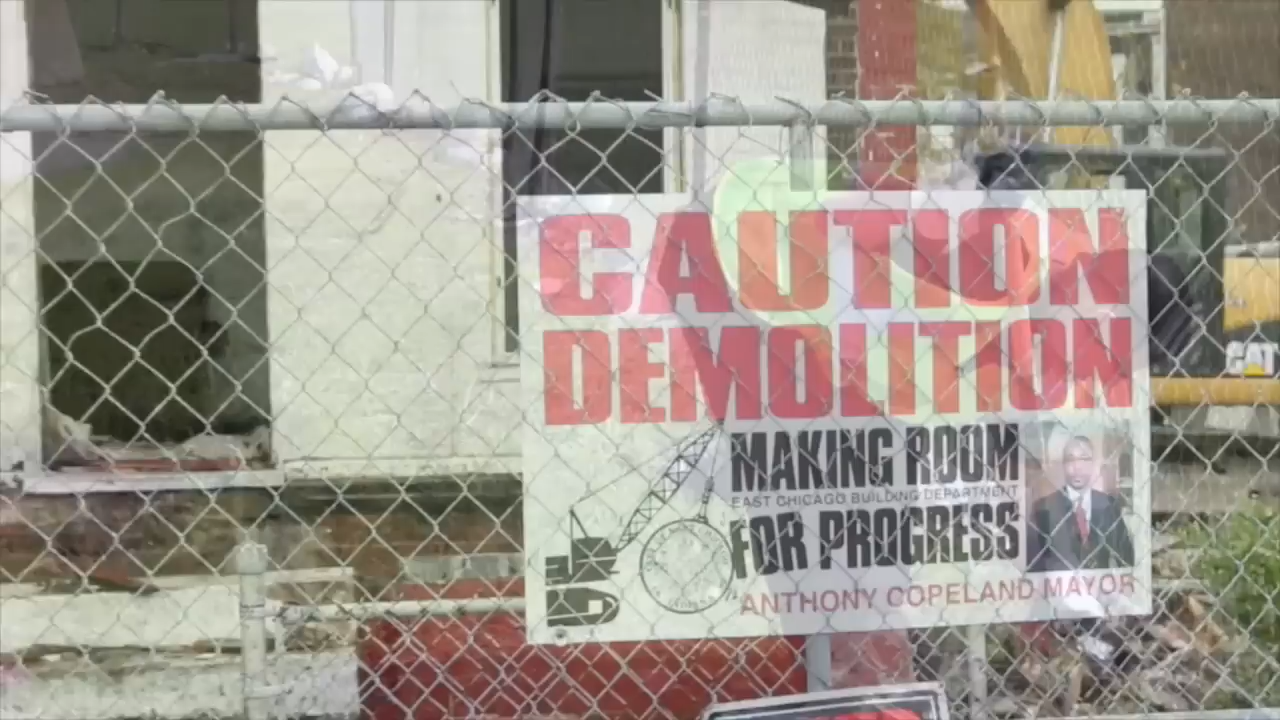 CAUTION
DEMOLITION
MAKING ROOM
EAST CHICAGO BUILDING DEPARTMENT
FOR PROGRESS
ANTHONY COPELAND MAYOR
CAT